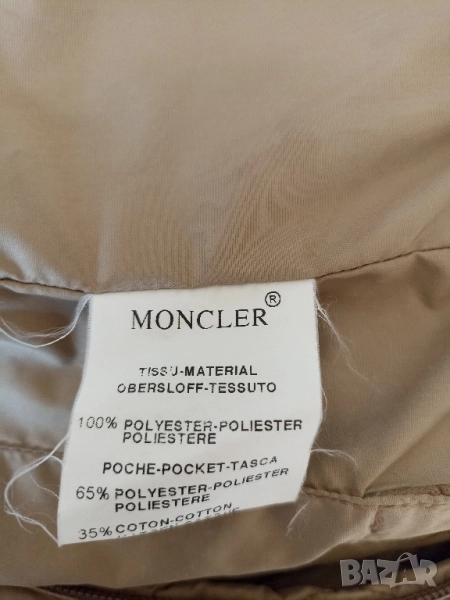 MONCLER®
TISSU-MATERIAL
OBERSLOFF-TESSUTO
100% POLYESTER-POLIESTER
POLIESTERE
POCHE-POCKET-TASCA
65% POLYESTER-POLIESTER
POLIESTERE
35% COTON-COTTON
BAZAR